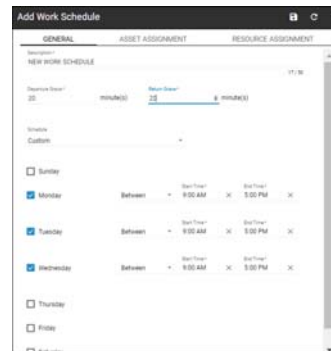 Add Work Schedule
GENERAL ASSET ASSIGNMENT RESOURCE ASSIGNMENT
Description *
NEW WORK SCHEDULE
17 / 50
Departure Grace * Return Grace *
20 minute(s) 20 minute(s)
Schedule
Custom
Sunday
Start Time * End Time *
Monday Between 9:00 AM 5:00 PM
Start Time * End Time *
Tuesday Between 9:00 AM 5:00 PM
Start Time * End Time *
Wednesday Between 9:00 AM 5:00 PM
Thursday
Friday